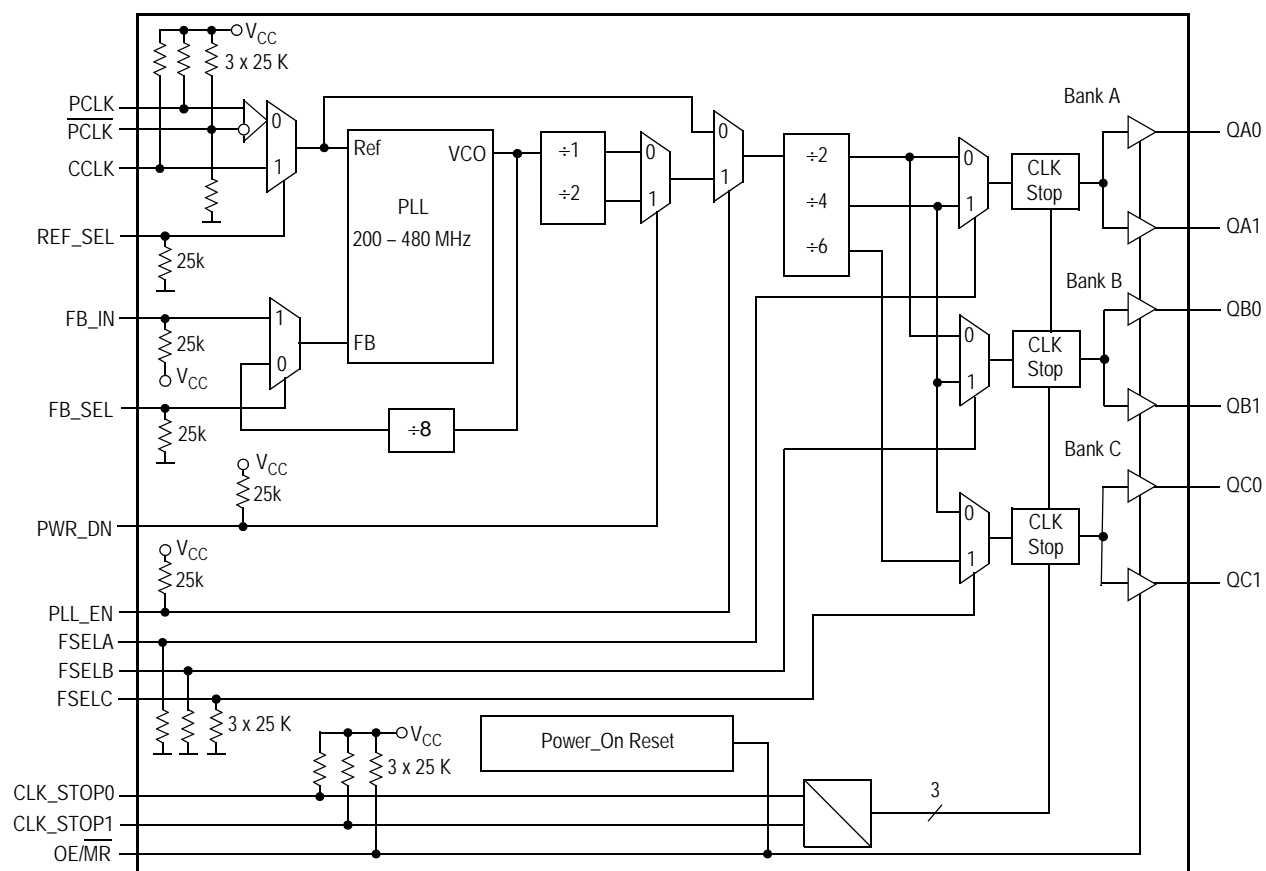 VCC
3 x 25 K
PCLK
PCLK
CCLK
0
1
REF_SEL
25k
Ref
VCO
PLL
200 – 480 MHz
FB
÷1
÷2
0
1
0
1
÷2
÷4
÷6
0
1
CLK
Stop
Bank A
QA0
QA1
FB_IN
25k
VCC
1
0
FB_SEL
25k
÷8
0
1
CLK
Stop
Bank B
QB0
QB1
VCC
25k
PWR_DN
VCC
25k
PLL_EN
0
1
CLK
Stop
Bank C
QC0
QC1
FSELA
FSELB
FSELC
3 x 25 K
VCC
3 x 25 K
Power_On Reset
CLK_STOP0
CLK_STOP1
OE/MR
3